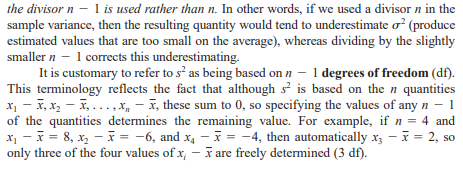 the divisor n − 1 is used rather than n. In other words, if we used a divisor n in the
sample variance, then the resulting quantity would tend to underestimate σ² (produce
estimated values that are too small on the average), whereas dividing by the slightly
smaller n − 1 corrects this underestimating.
It is customary to refer to s² as being based on n − 1 degrees of freedom (df).
This terminology reflects the fact that although s² is based on the n quantities
x₁ − x̄, x₂ − x̄, . . . , xₙ − x̄, these sum to 0, so specifying the values of any n − 1
of the quantities determines the remaining value. For example, if n = 4 and
x₁ − x̄ = 8, x₂ − x̄ = −6, and x₄ − x̄ = −4, then automatically x₃ − x̄ = 2, so
only three of the four values of xᵢ − x̄ are freely determined (3 df).